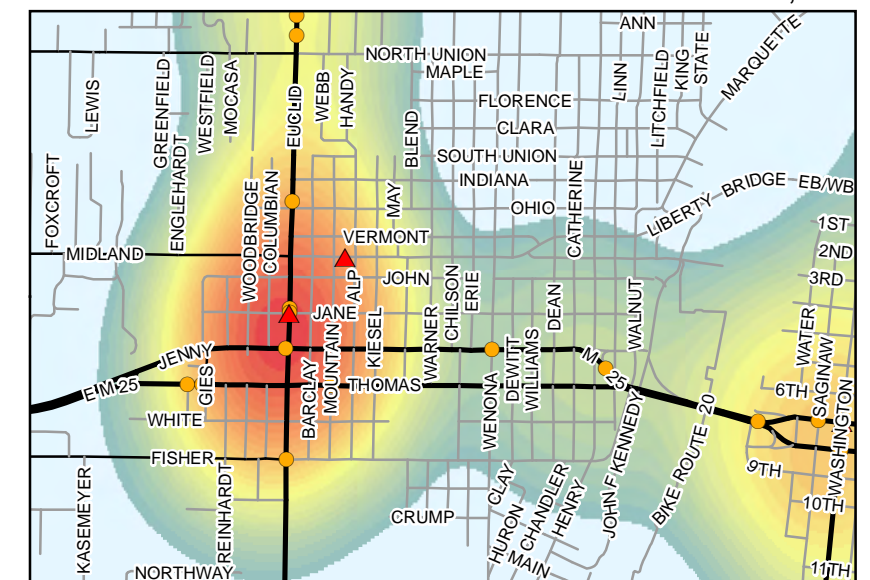 ANN
MARQUETTE
STATE
KING
LITCHFIELD
LINN
NORTH UNION
MAPLE
HANDY
WEBB
EUCLID
MOCASA
WESTFIELD
GREENFIELD
LEWIS
FLORENCE
CLARA
BLEND
SOUTH UNION
INDIANA
FOXCROFT
ENGLEHARDT
WOODBRIDGE
COLUMBIAN
MAY
OHIO
CATHERINE
LIBERTY BRIDGE EB/WB
1ST
VERMONT
MIDLAND
2ND
JOHN
3RD
ALP
CHILSON
ERIE
DEAN
WALNUT
JANE
MOUNTAIN
KIESEL
WARNER
WATER
SAGINAW
JENNY
M 25
DEWITT
WILLIAMS
E M 25
GIES
BARCLAY
THOMAS
6TH
WASHINGTON
WHITE
WENONA
JOHN F KENNEDY
BIKE ROUTE 20
FISHER
9TH
KASEMEYER
REINHARDT
CLAY
CHANDLER
HENRY
10TH
CRUMP
HURON
MAIN
NORTHWAY
11TH